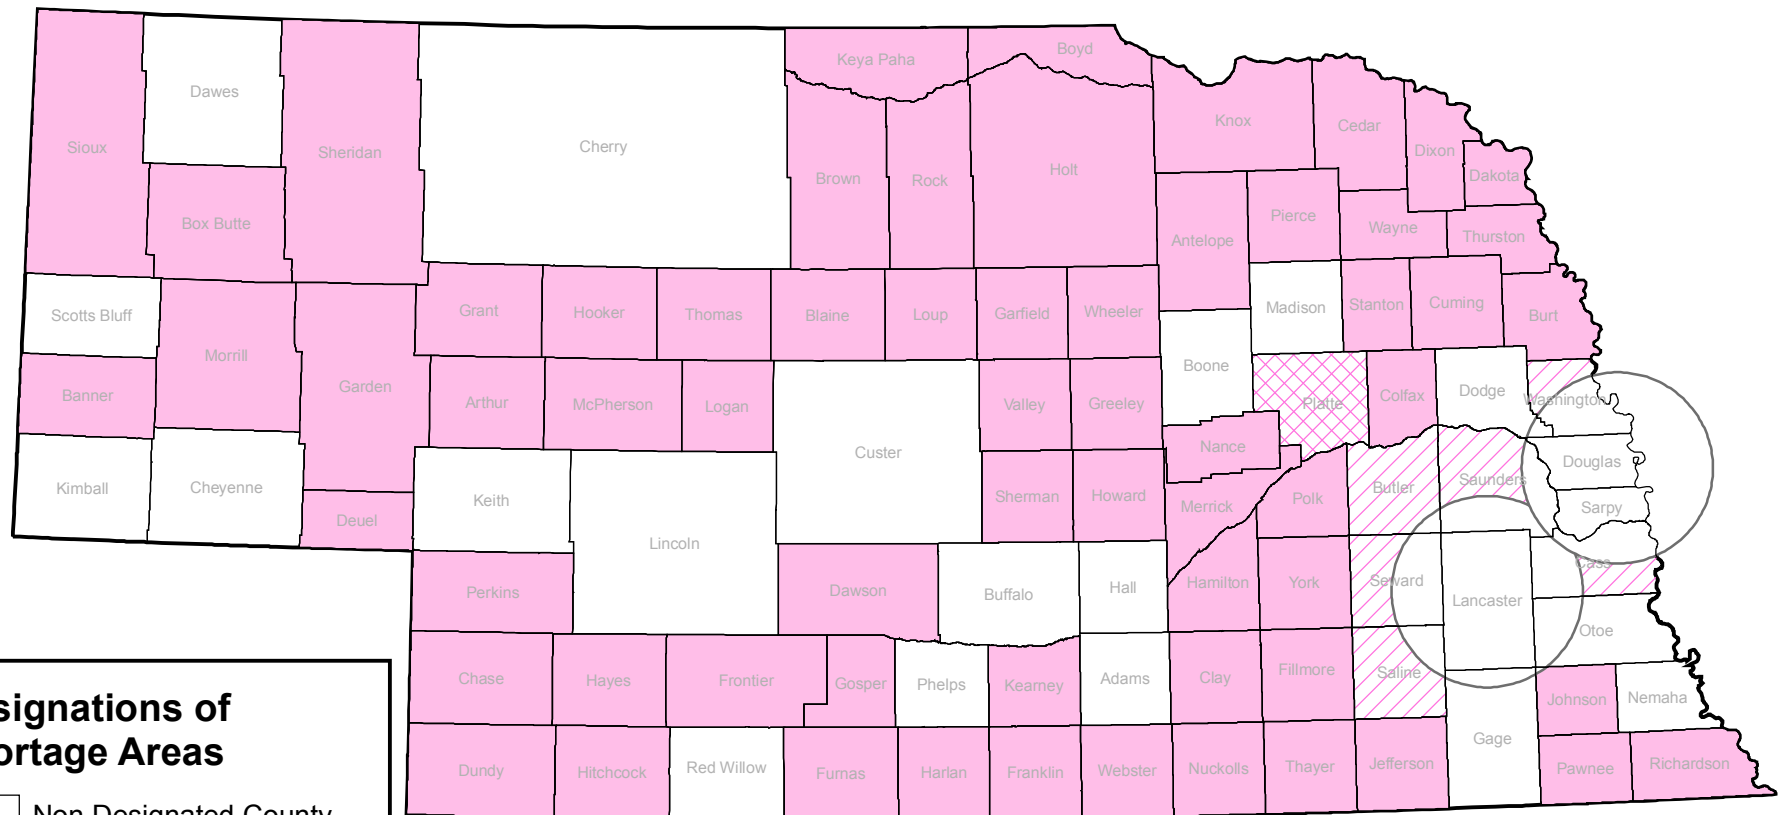 Boyd
Keya Paha
Dawes
Knox
Cedar
Sioux
Sheridan
Cherry
Dixon
Holt
Brown
Rock
Dakota
Box Butte
Pierce
Wayne
Antelope
Thurston
Scotts Bluff
Grant
Hooker
Thomas
Blaine
Loup
Garfield
Wheeler
Madison
Stanton
Cuming
Burt
Morrill
Boone
Garden
Banner
Arthur
McPherson
Logan
Valley
Greeley
Platte
Colfax
Dodge
Washington
Nance
Custer
Douglas
Kimball
Cheyenne
Keith
Sherman
Howard
Merrick
Polk
Butler
Saunders
Sarpy
Deuel
Lincoln
Cass
Perkins
Dawson
Buffalo
Hall
Hamilton
York
Seward
Lancaster
Otoe
Chase
Hayes
Frontier
Gosper
Phelps
Kearney
Adams
Clay
Fillmore
Saline
Johnson
Nemaha
Gage
Dundy
Hitchcock
Red Willow
Furnas
Harlan
Franklin
Webster
Nuckolls
Thayer
Jefferson
Pawnee
Richardson
signations of
ortage Areas
Non Designated County